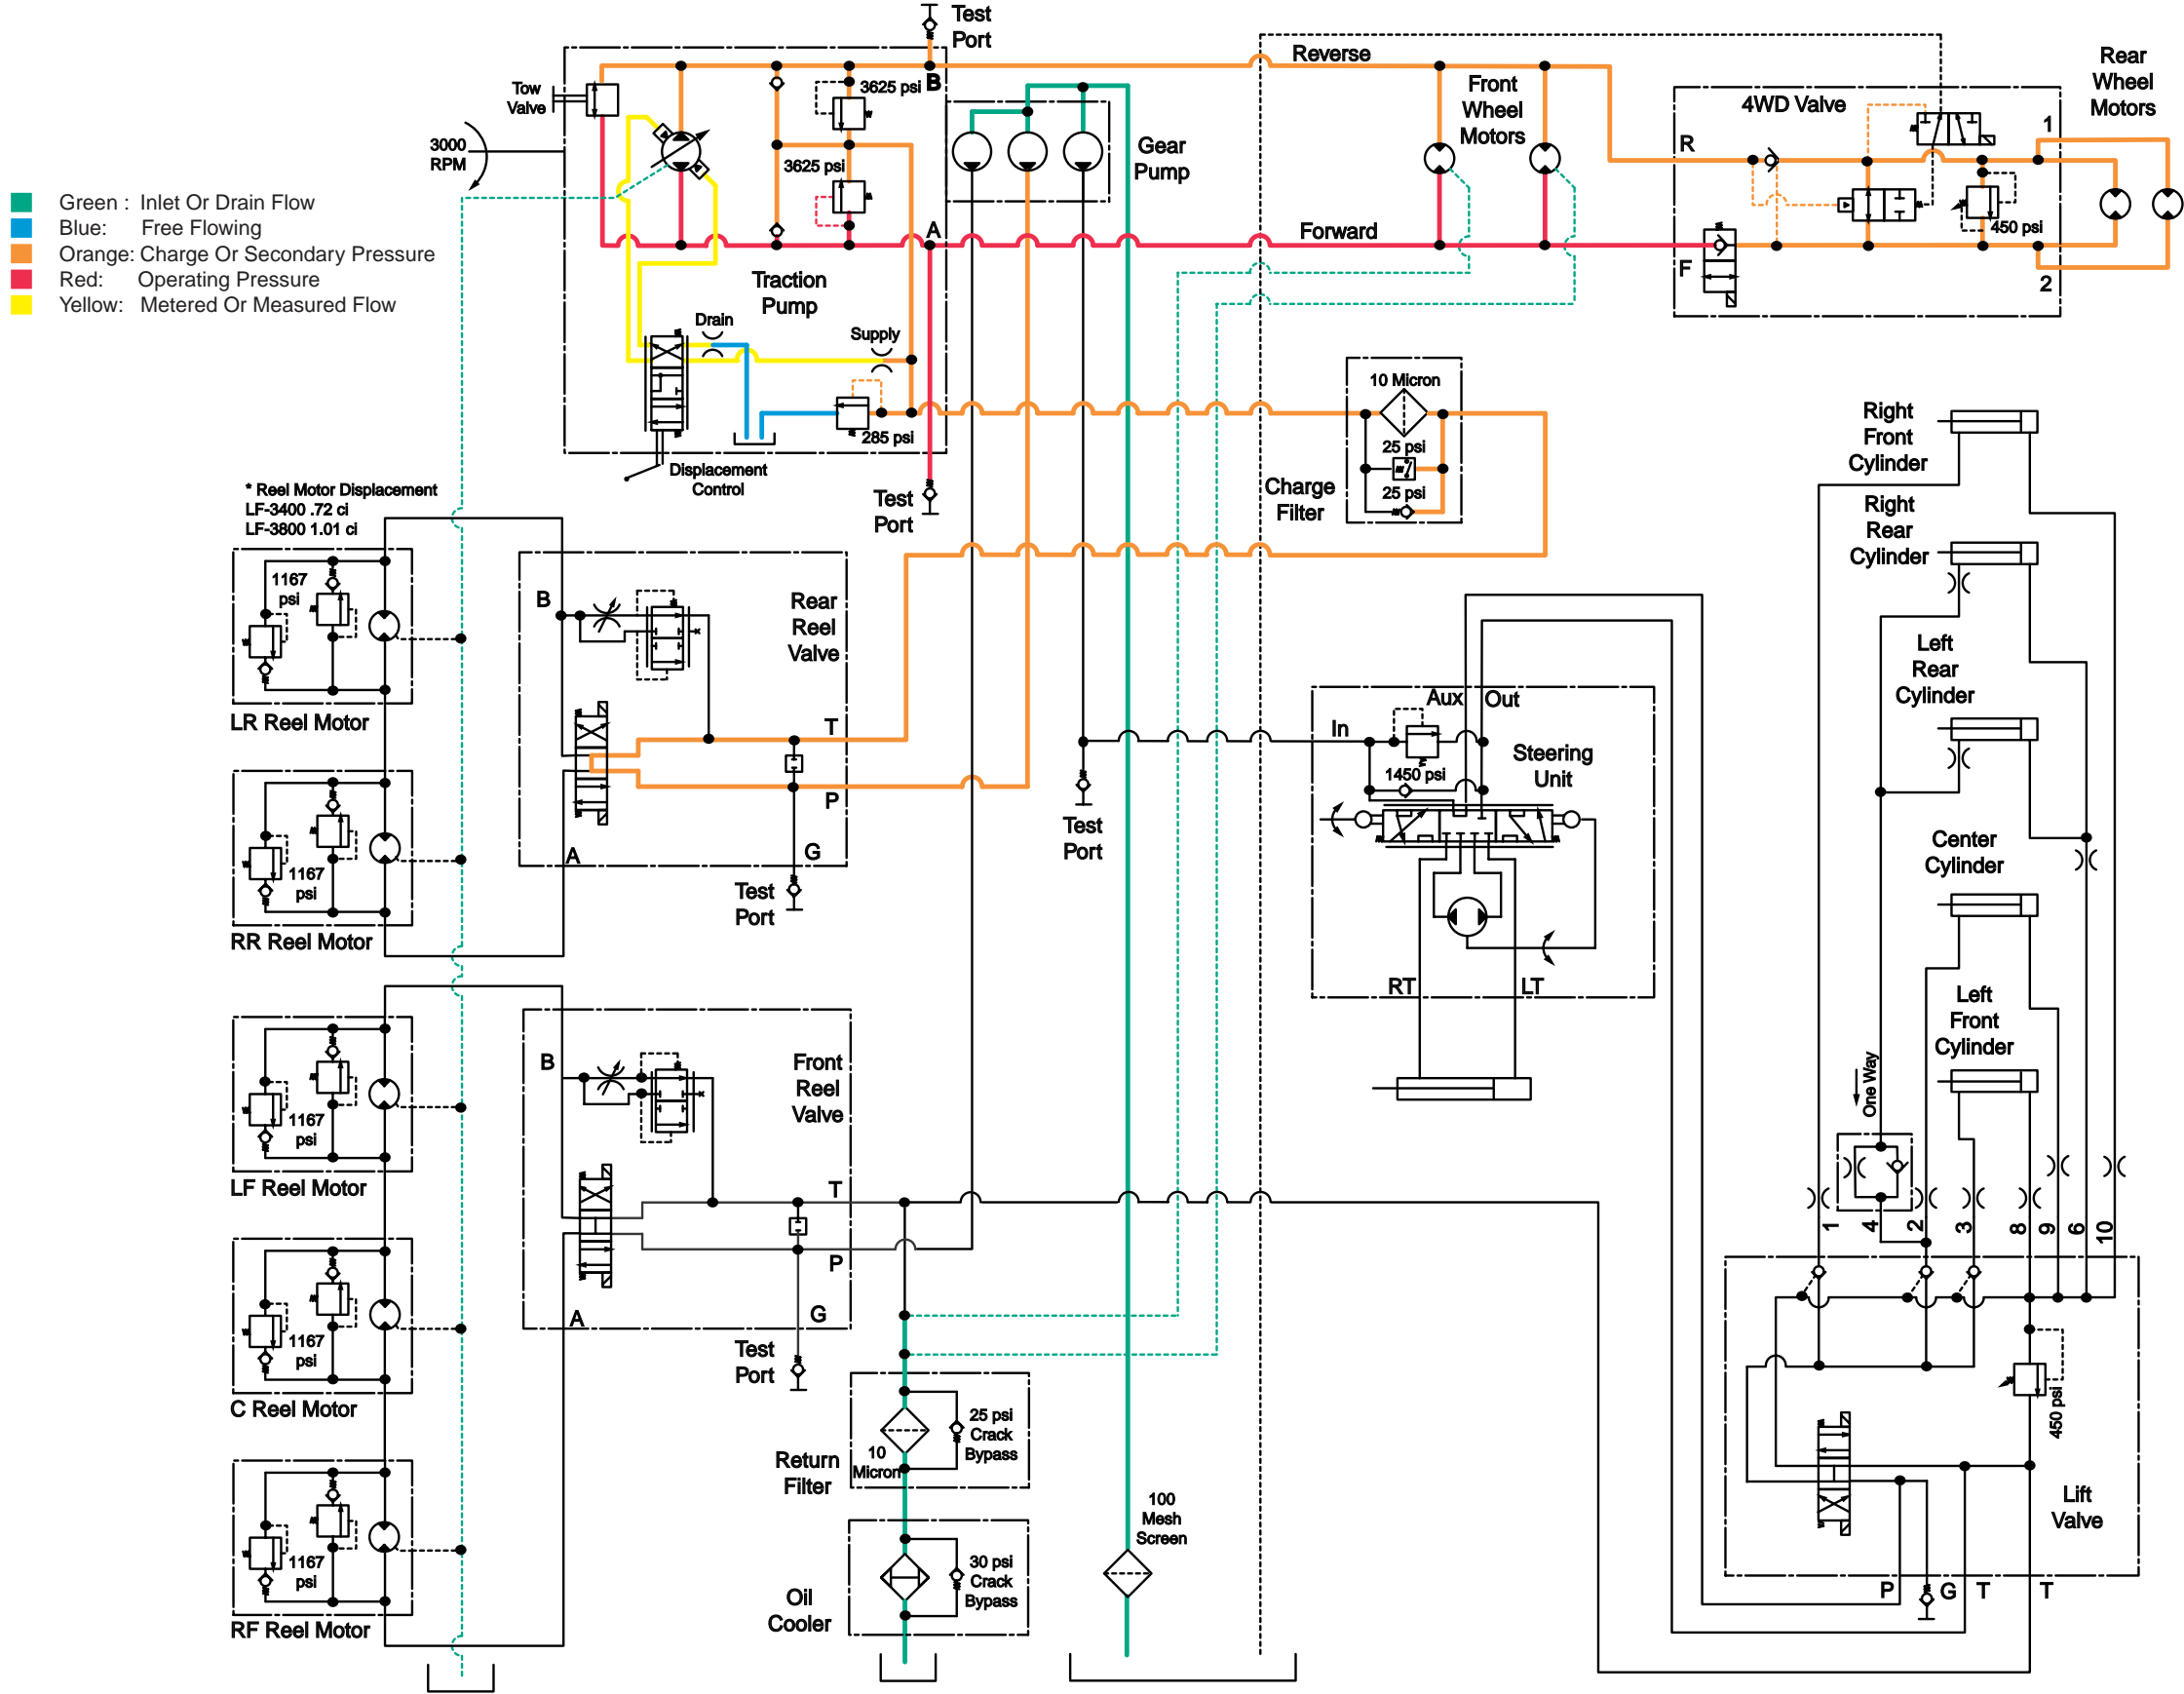 Test
Port
Tow
Valve
3625 psi
B
3000
RPM
3625 psi
A
Traction
Pump
Drain
Supply
285 psi
Displacement
Control
Test
Port
Gear
Pump
Reverse
Front
Wheel
Motors
Forward
4WD Valve
Rear
Wheel
Motors
R
F
1
2
450 psi
Green : Inlet Or Drain Flow
Blue: Free Flowing
Orange: Charge Or Secondary Pressure
Red: Operating Pressure
Yellow: Metered Or Measured Flow
10 Micron
25 psi
25 psi
Charge
Filter
* Reel Motor Displacement
LF-3400 .72 ci
LF-3800 1.01 ci
1167
psi
LR Reel Motor
1167
psi
RR Reel Motor
1167
psi
LF Reel Motor
1167
psi
C Reel Motor
1167
psi
RF Reel Motor
B
Rear
Reel
Valve
T
P
A
G
Test
Port
B
Front
Reel
Valve
T
P
A
G
Test
Port
Test
Port
In
Aux
Out
1450 psi
Steering
Unit
RT
LT
Right
Front
Cylinder
Right
Rear
Cylinder
Left
Rear
Cylinder
Center
Cylinder
Left
Front
Cylinder
One Way
1
4
2
3
8
9
6
10
450 psi
Lift
Valve
P
G
T
T
25 psi
Crack
Bypass
10
Micron
Return
Filter
30 psi
Crack
Bypass
Oil
Cooler
100
Mesh
Screen